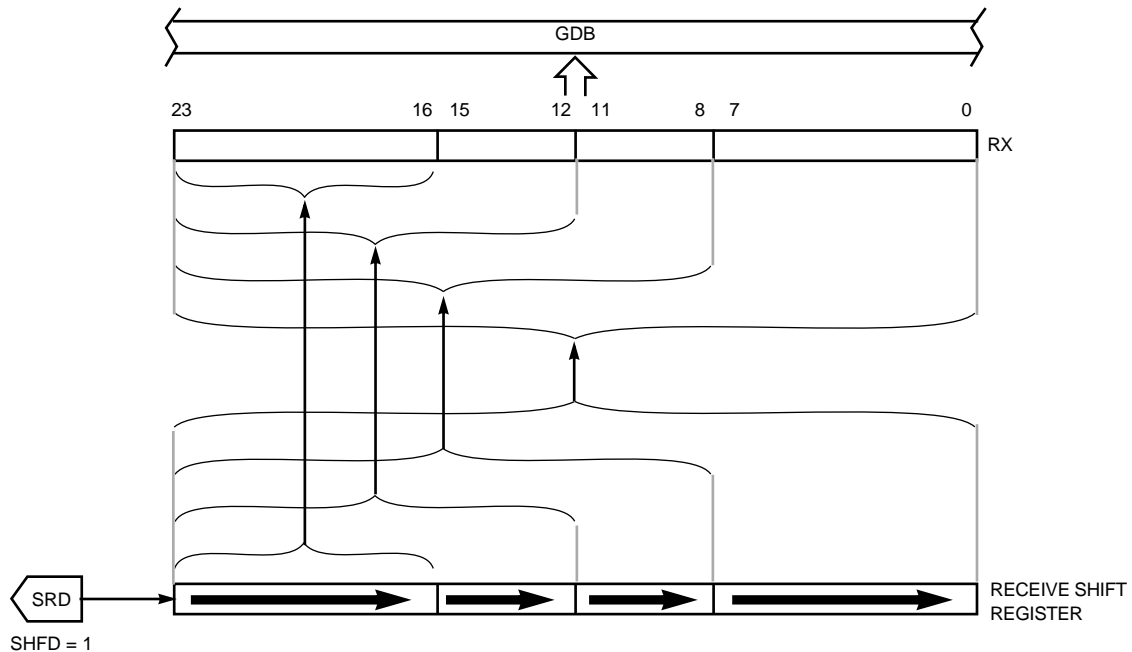 GDB
23 16 15 12 11 8 7 0
RX
SRD
RECEIVE SHIFT
REGISTER
SHFD = 1